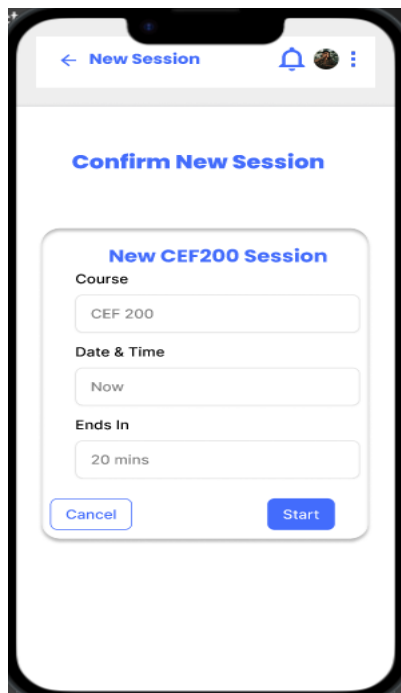 New Session
Confirm New Session
New CEF200 Session
Course
CEF 200
Date & Time
Now
Ends In
20 mins
Cancel Start